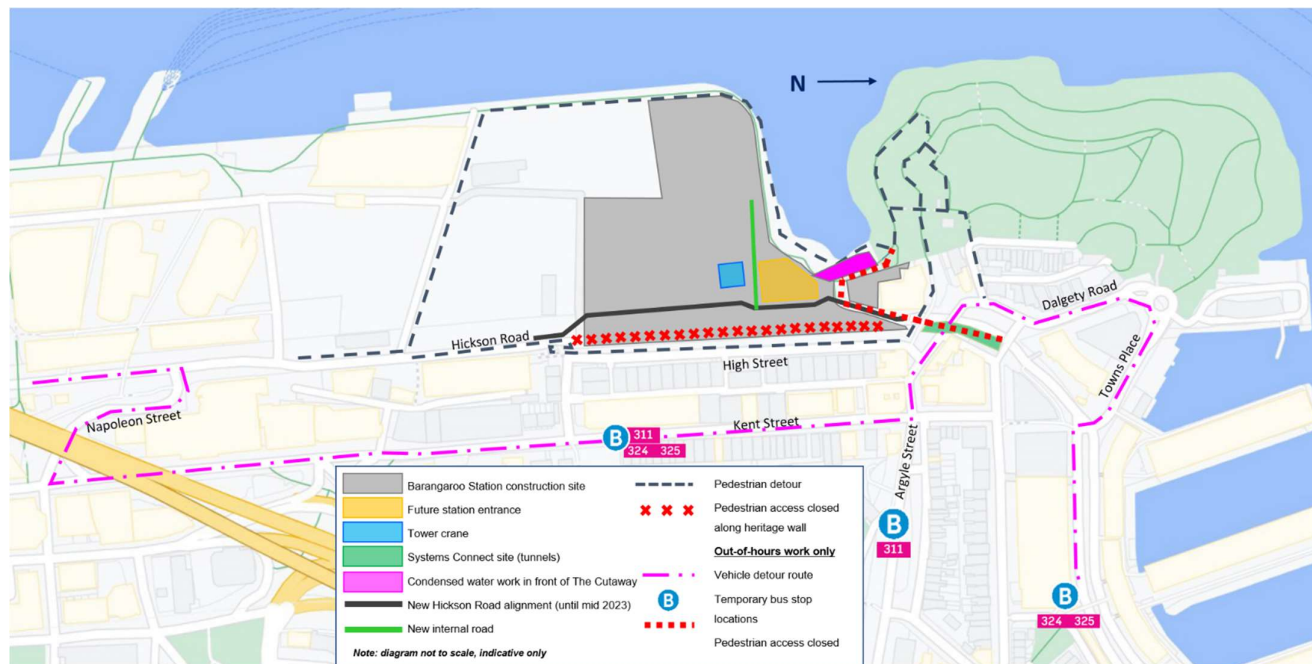 N
Dalgety Road
Hickson Road
High Street
Towns Place
Napoleon Street
Kent Street
B 311
324 325
Argyle Street
B
311
B
324 325
Barangaroo Station construction site
Future station entrance
Tower crane
Systems Connect site (tunnels)
Condensed water work in front of The Cutaway
New Hickson Road alignment (until mid 2023)
New internal road
Note: diagram not to scale, indicative only
Pedestrian detour
Pedestrian access closed
along heritage wall
Out-of-hours work only
Vehicle detour route
B
Temporary bus stop
locations
Pedestrian access closed